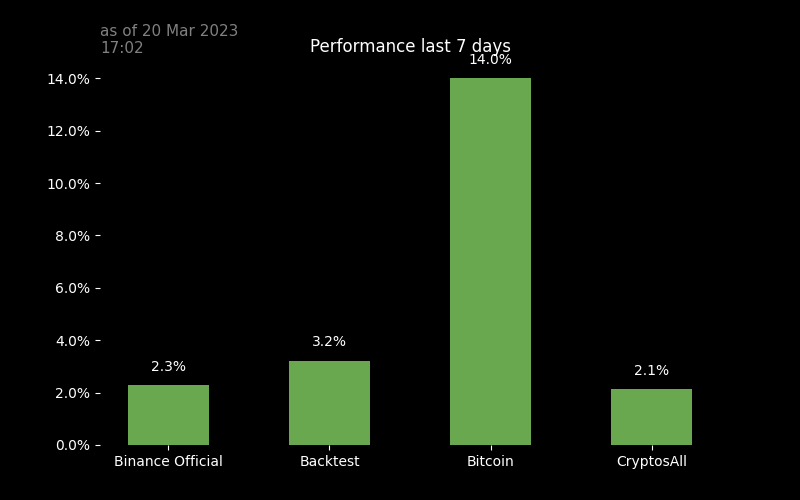 as of 20 Mar 2023
17:02
Performance last 7 days
14.0%
14.0%
12.0%
10.0%
8.0%
6.0%
4.0%
3.2%
2.3%
2.1%
2.0%
0.0%
Binance Official
Backtest
Bitcoin
CryptosAll